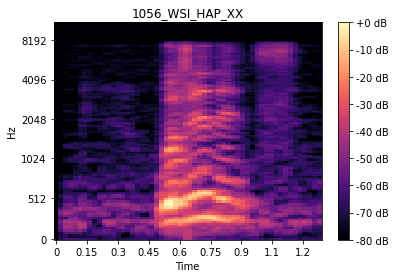 1056_WSI_HAP_XX
Hz
8192
4096
2048
1024
512
0
0 0.15 0.3 0.45 0.6 0.75 0.9 1.1 1.2
Time
+0 dB
-10 dB
-20 dB
-30 dB
-40 dB
-50 dB
-60 dB
-70 dB
-80 dB